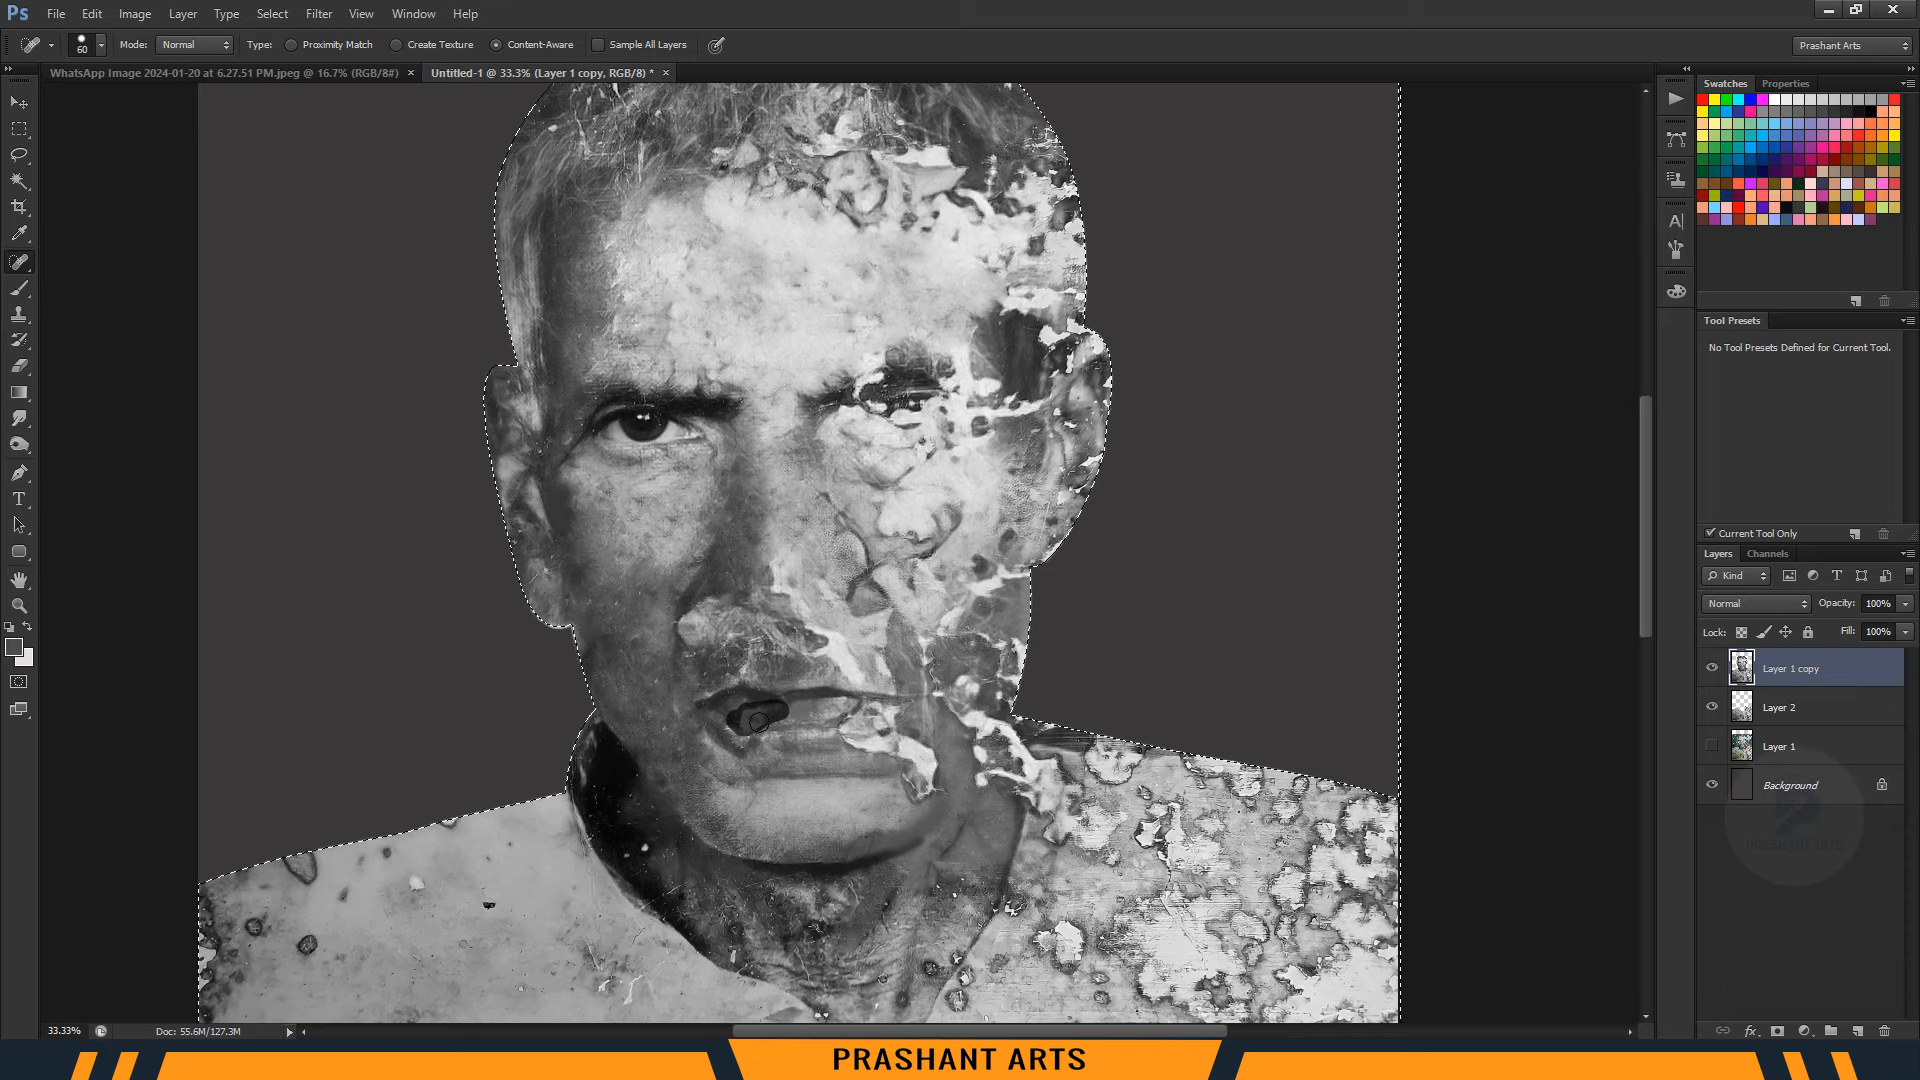 Ps File Edit Image Layer Type Select Filter View Window Help
60 Mode: Normal Type: Proximity Match Create Texture Content-Aware Sample All Layers Prashant Arts
WhatsApp Image 2024-01-20 at 6.27.51 PM.jpeg @ 16.7% (RGB/8#) × Untitled-1 @ 33.3% (Layer 1 copy, RGB/8) * ×
Swatches Properties
Tool Presets
No Tool Presets Defined for Current Tool.
Current Tool Only
Layers Channels
Kind
Normal Opacity: 100%
Lock: Fill: 100%
Layer 1 copy
Layer 2
Layer 1
Background
PRASHANT ARTS
33.33% Doc: 55.6M/127.3M
PRASHANT ARTS